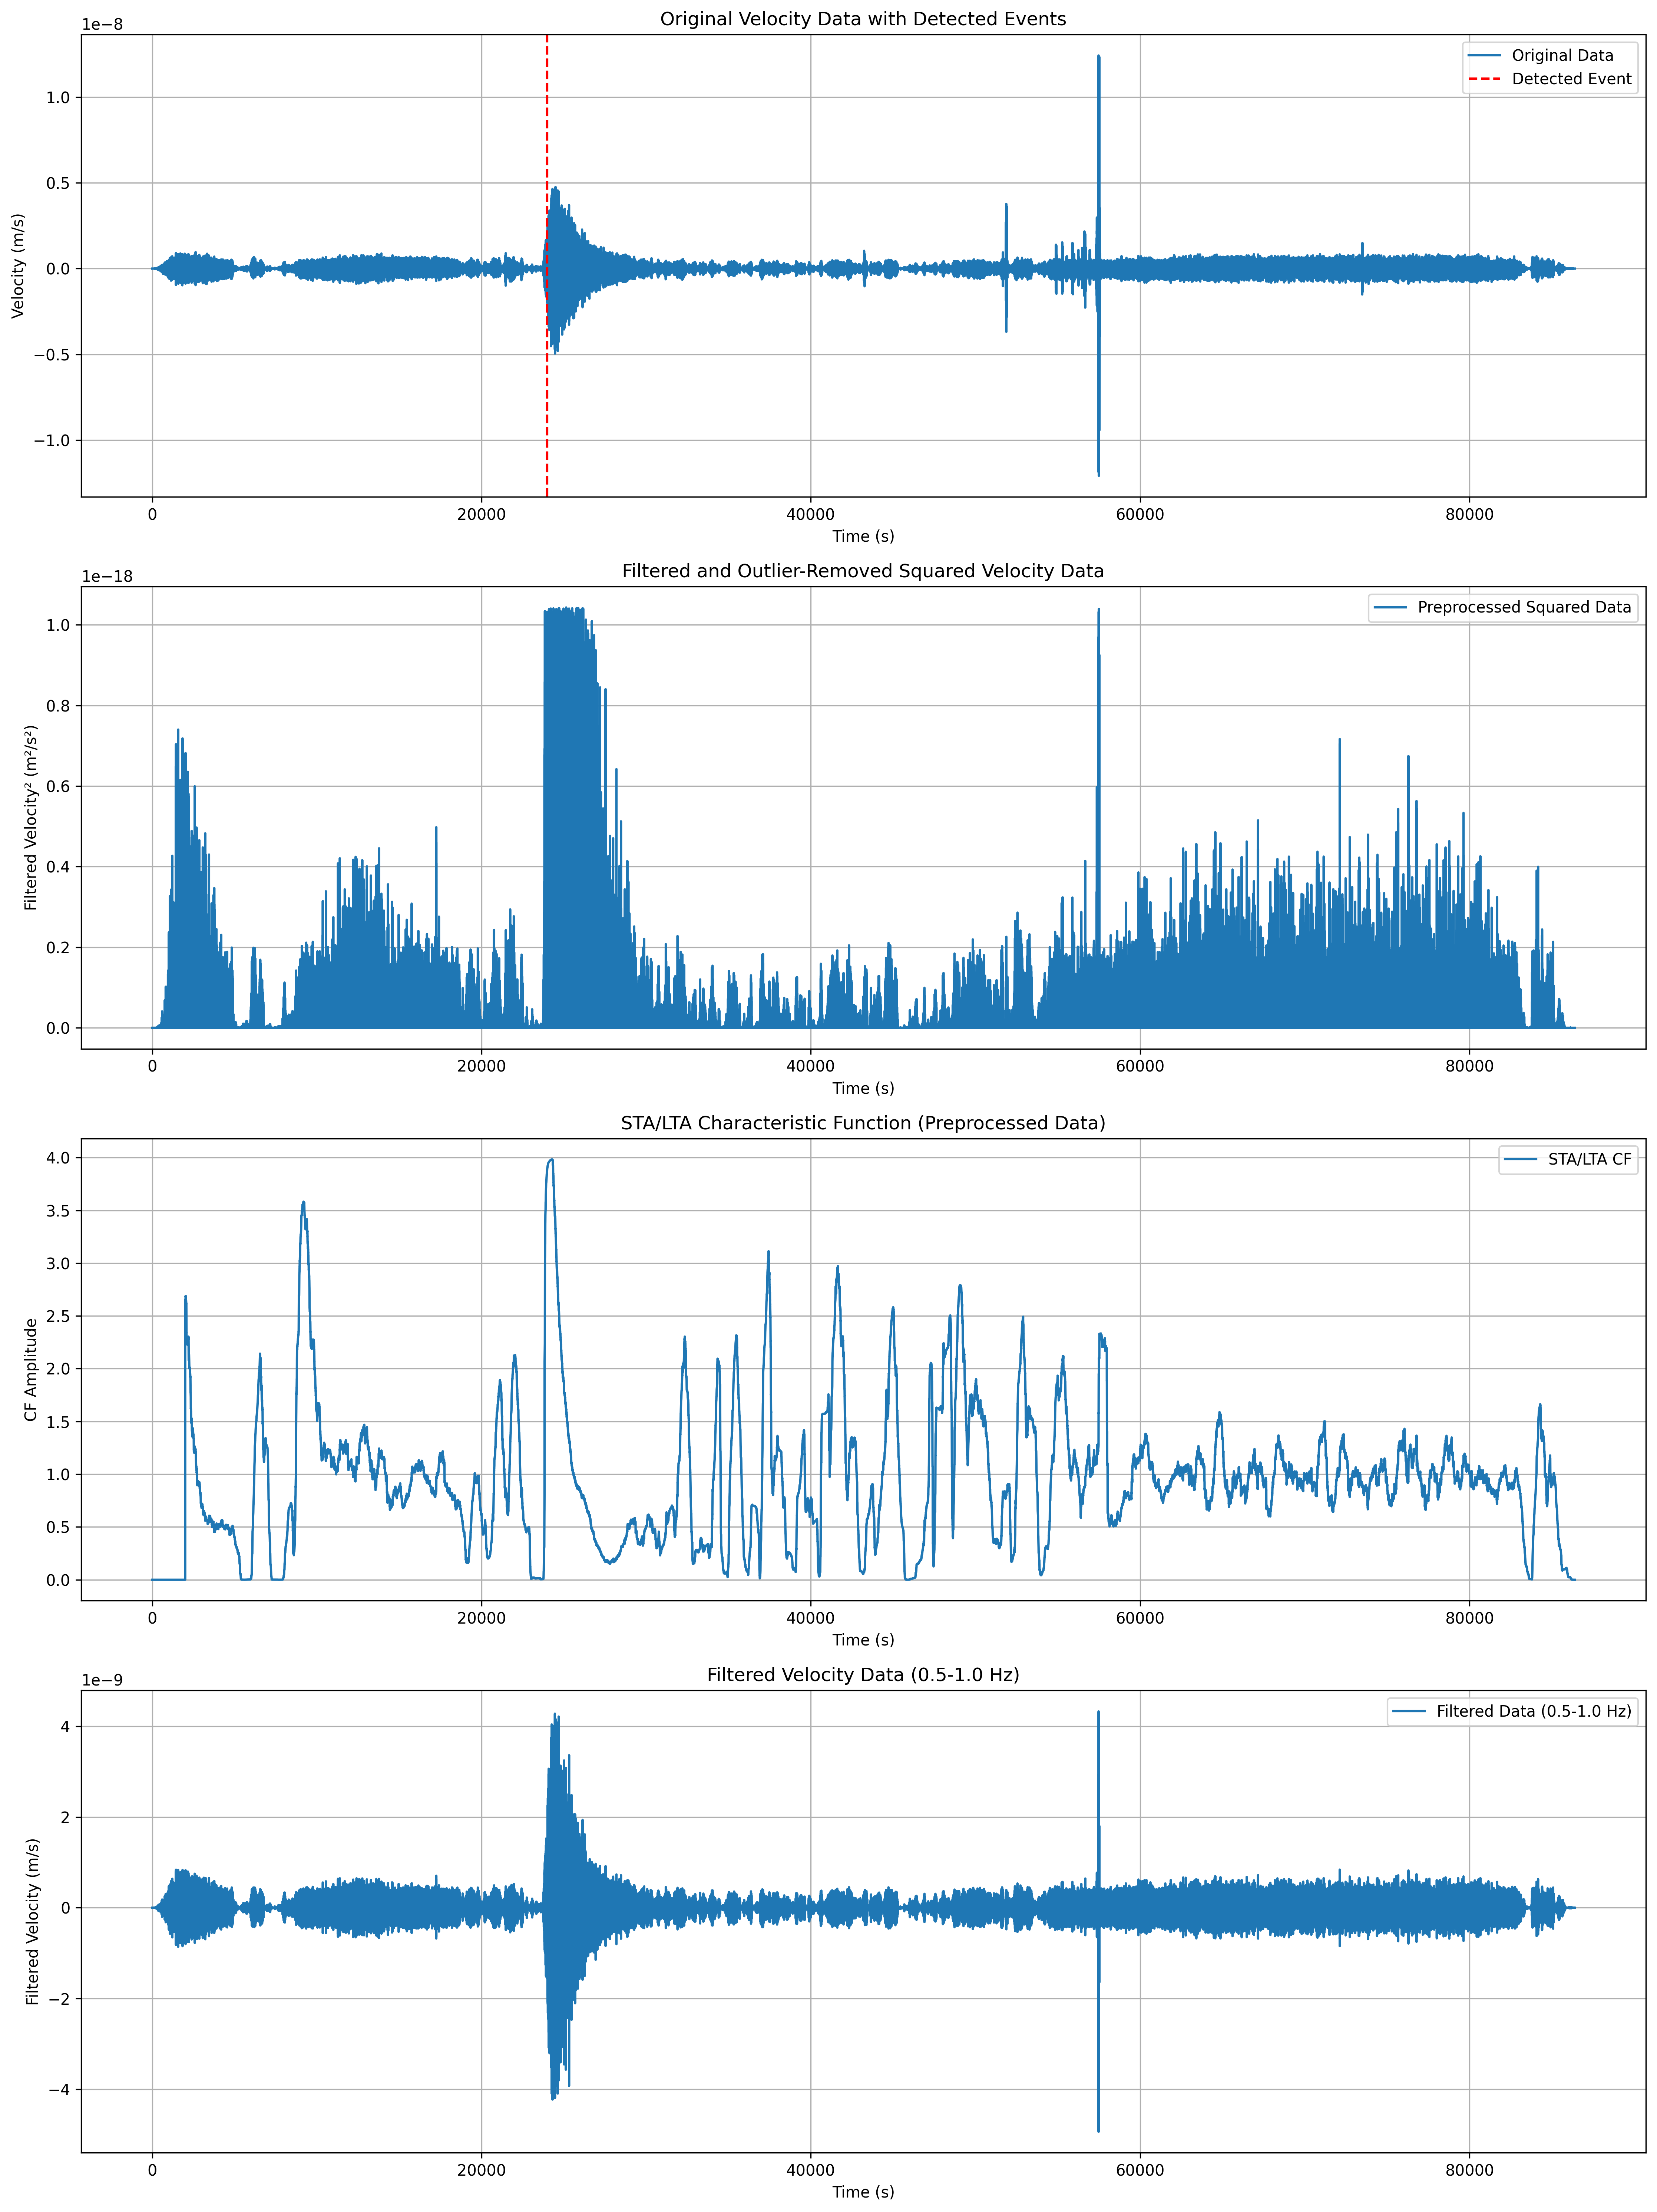 Original Velocity Data with Detected Events
1e−8
Original Data
Detected Event
1.0
0.5
0.0
−0.5
−1.0
Velocity (m/s)
0 20000 40000 60000 80000
Time (s)
Filtered and Outlier-Removed Squared Velocity Data
1e−18
Preprocessed Squared Data
1.0
0.8
0.6
0.4
0.2
0.0
Filtered Velocity² (m²/s²)
0 20000 40000 60000 80000
Time (s)
STA/LTA Characteristic Function (Preprocessed Data)
STA/LTA CF
4.0
3.5
3.0
2.5
2.0
1.5
1.0
0.5
0.0
CF Amplitude
0 20000 40000 60000 80000
Time (s)
Filtered Velocity Data (0.5-1.0 Hz)
1e−9
Filtered Data (0.5-1.0 Hz)
4
2
0
−2
−4
Filtered Velocity (m/s)
0 20000 40000 60000 80000
Time (s)